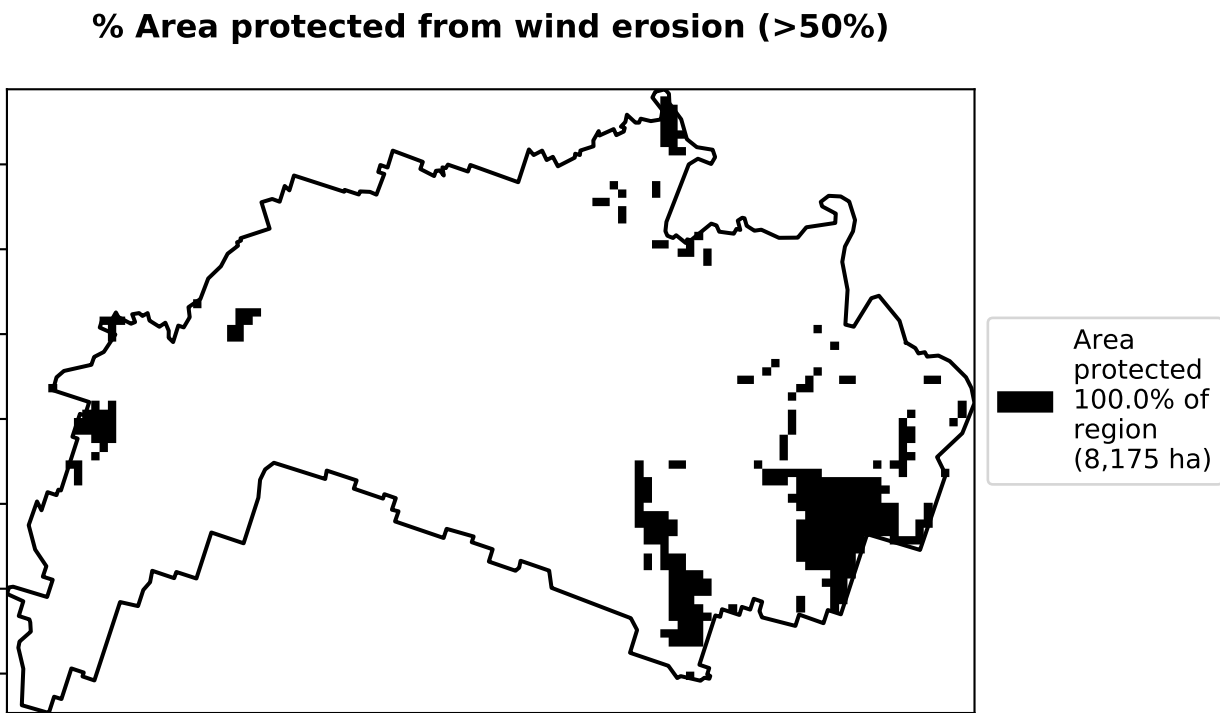 % Area protected from wind erosion (>50%)
Area
protected
100.0% of
region
(8,175 ha)